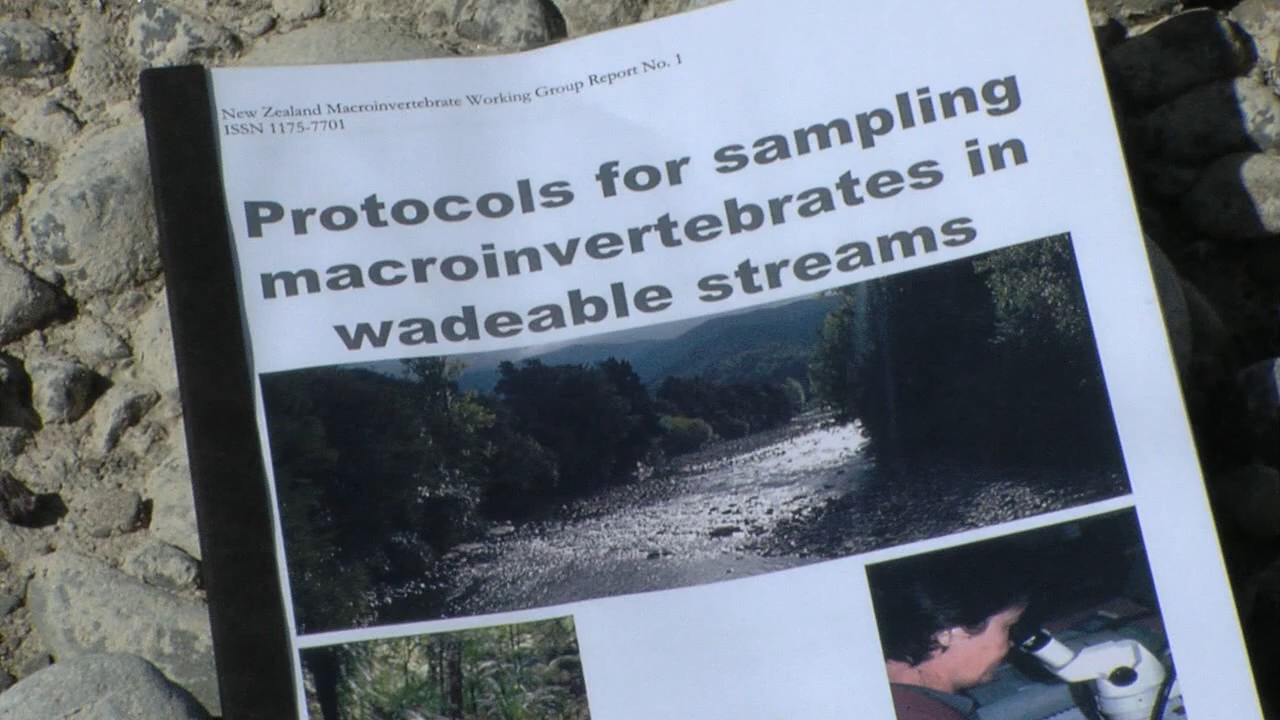 New Zealand Macroinvertebrate Working Group Report No. 1
ISSN 1175-7701
Protocols for sampling
macroinvertebrates in
wadeable streams